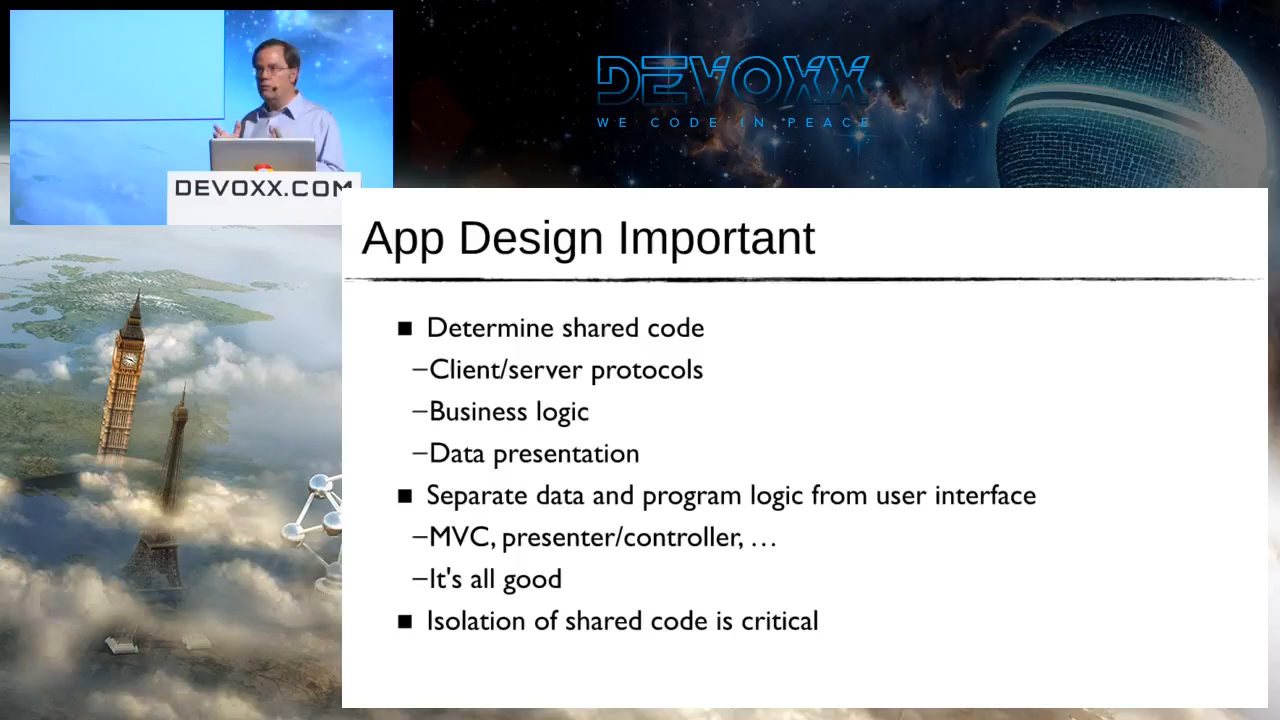 DEVOXX
WE CODE IN PEACE
DEVOXX.COM
App Design Important
■ Determine shared code
–Client/server protocols
–Business logic
–Data presentation
■ Separate data and program logic from user interface
–MVC, presenter/controller, …
–It's all good
■ Isolation of shared code is critical